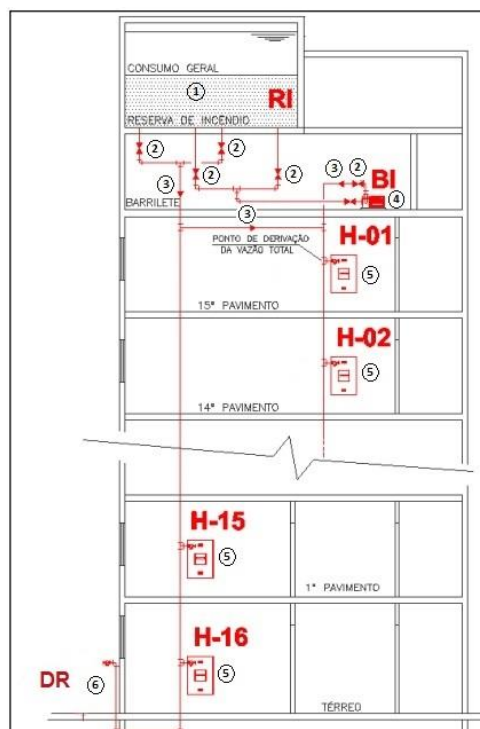 CONSUMO GERAL
1
RI
RESERVA DE INCÊNDIO
2
2
2
2
3
2
BI
3
4
BARRILETE
3
H-01
PONTO DE DERIVAÇÃO
DA VAZÃO TOTAL
5
15º PAVIMENTO
H-02
5
14º PAVIMENTO
H-15
5
1º PAVIMENTO
H-16
5
DR
6
TÉRREO